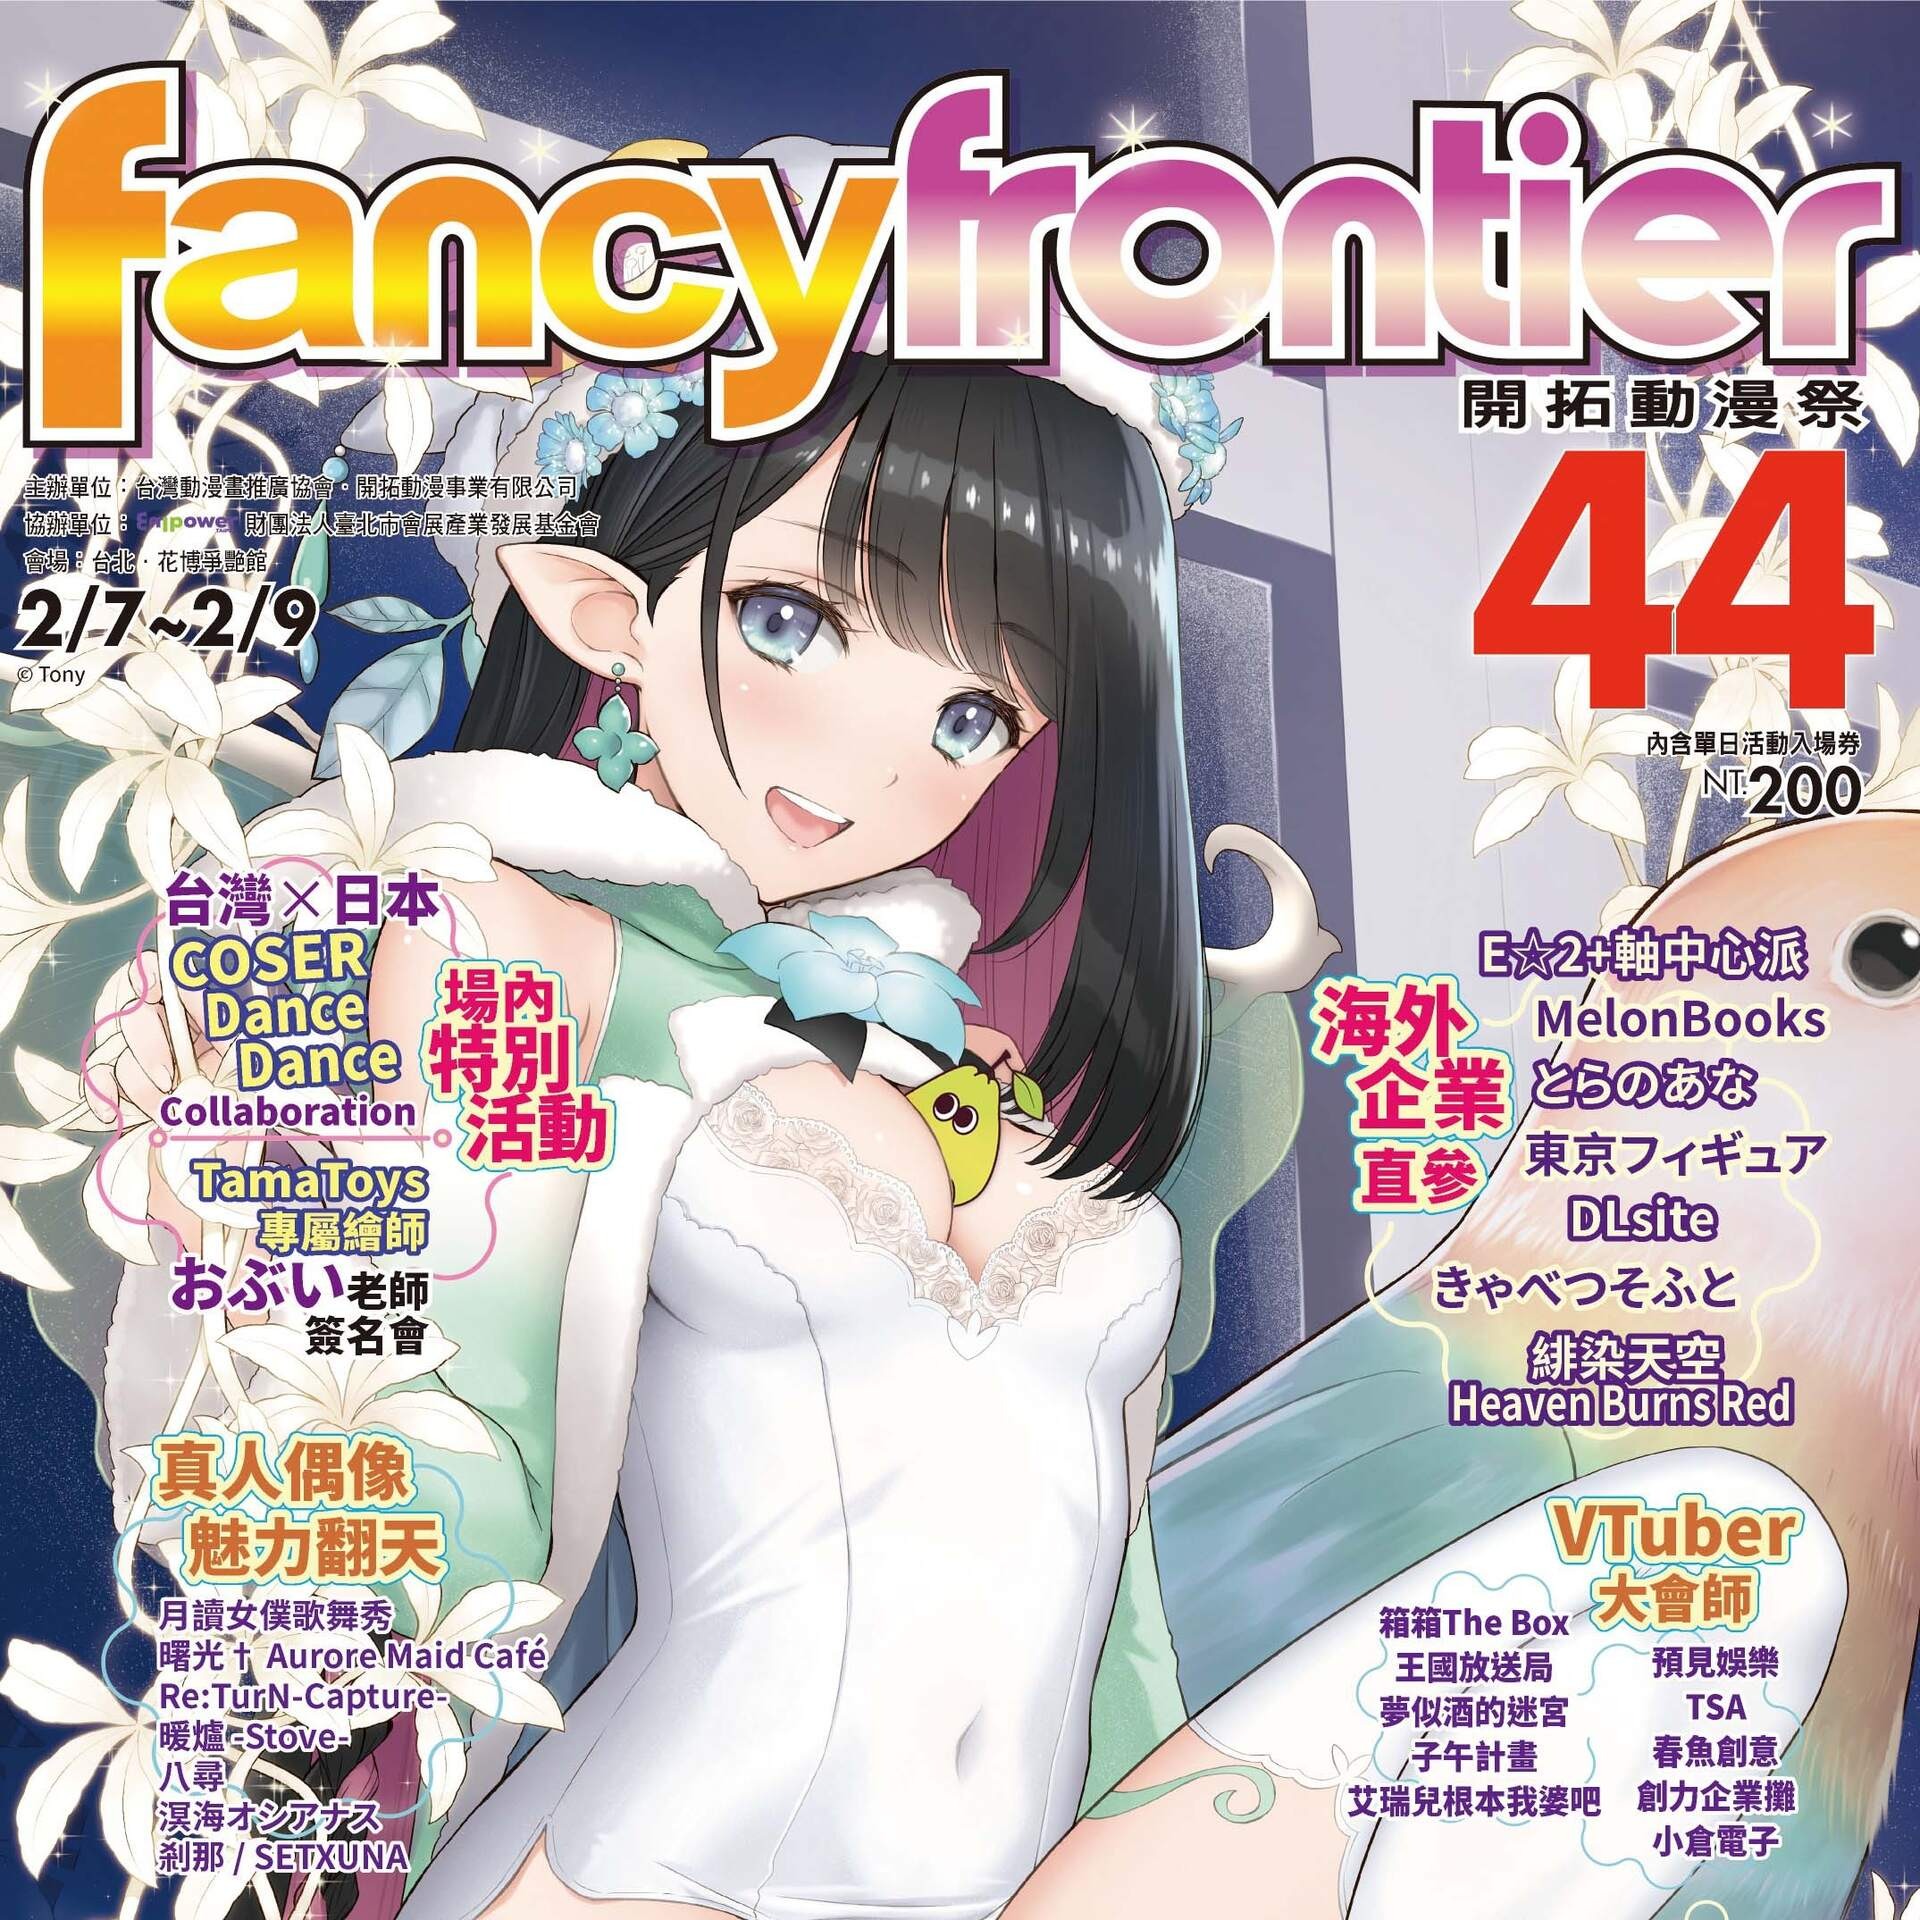 fancyfrontier
開拓動漫祭
44
內含單日活動入場券
NT.200
主辦單位：台灣動漫畫推廣協會．開拓動漫事業有限公司
協辦單位：Empower TAIPEI 財團法人臺北市會展產業發展基金會
會場：台北．花博爭艷館
2/7~2/9
© Tony
台灣×日本
COSER
Dance
Dance
Collaboration
場內
特別
活動
TamaToys
專屬繪師
おぶい老師
簽名會
真人偶像
魅力翻天
月讀女僕歌舞秀
曙光† Aurore Maid Café
Re:TurN-Capture-
暖爐 -Stove-
八尋
溟海オシアナス
剎那 / SETXUNA
海外
企業
直參
E☆2+軸中心派
MelonBooks
とらのあな
東京フィギュア
DLsite
きゃべつそふと
緋染天空
Heaven Burns Red
VTuber
大會師
箱箱The Box
王國放送局
夢似酒的迷宮
子午計畫
艾瑞兒根本我婆吧
預見娛樂
TSA
春魚創意
創力企業攤
小倉電子